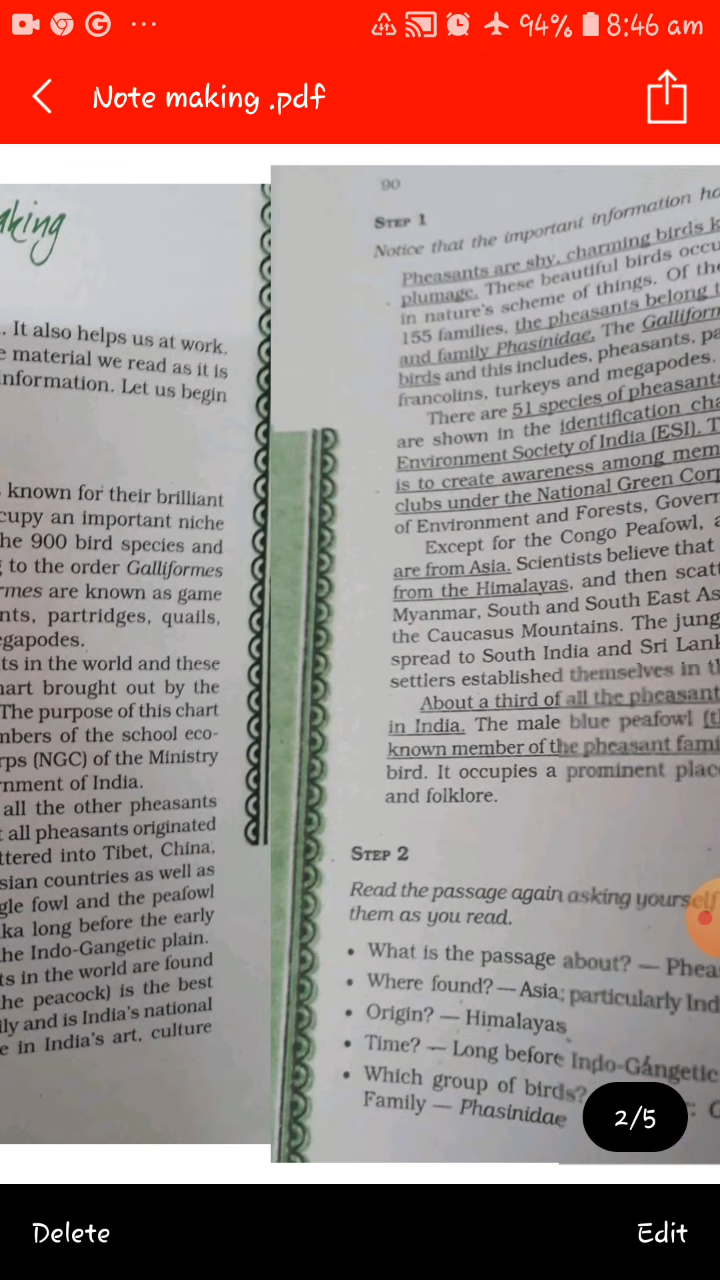 94% 8:46 am
Note making .pdf
aking
. It also helps us at work.
e material we read as it is
nformation. Let us begin
known for their brilliant
cupy an important niche
he 900 bird species and
g to the order Galliformes
rmes are known as game
nts, partridges, quails,
egapodes.
ts in the world and these
hart brought out by the
The purpose of this chart
mbers of the school eco-
rps (NGC) of the Ministry
rnment of India.
all the other pheasants
t all pheasants originated
ttered into Tibet, China,
sian countries as well as
gle fowl and the peafowl
ka long before the early
he Indo-Gangetic plain.
ts in the world are found
he peacock) is the best
ily and is India's national
e in India's art, culture
90
STEP 1
Notice that the important information ha
Pheasants are shy, charming birds k
plumage. These beautiful birds occu
in nature's scheme of things. Of the
155 families, the pheasants belong t
and family Phasinidae. The Galliform
birds and this includes, pheasants, pa
francolins, turkeys and megapodes.
There are 51 species of pheasants
are shown in the identification cha
Environment Society of India (ESI). T
is to create awareness among mem
clubs under the National Green Corp
of Environment and Forests, Govern
Except for the Congo Peafowl, a
are from Asia. Scientists believe that
from the Himalayas, and then scatt
Myanmar, South and South East As
the Caucasus Mountains. The jung
spread to South India and Sri Lank
settlers established themselves in th
About a third of all the pheasant
in India. The male blue peafowl (t
known member of the pheasant fami
bird. It occupies a prominent plac
and folklore.
STEP 2
Read the passage again asking yourself
them as you read.
• What is the passage about? — Phea
• Where found? — Asia; particularly Ind
• Origin? — Himalayas
• Time? — Long before Indo-Gangetic
• Which group of birds?
Family — Phasinidae
2/5
Delete
Edit